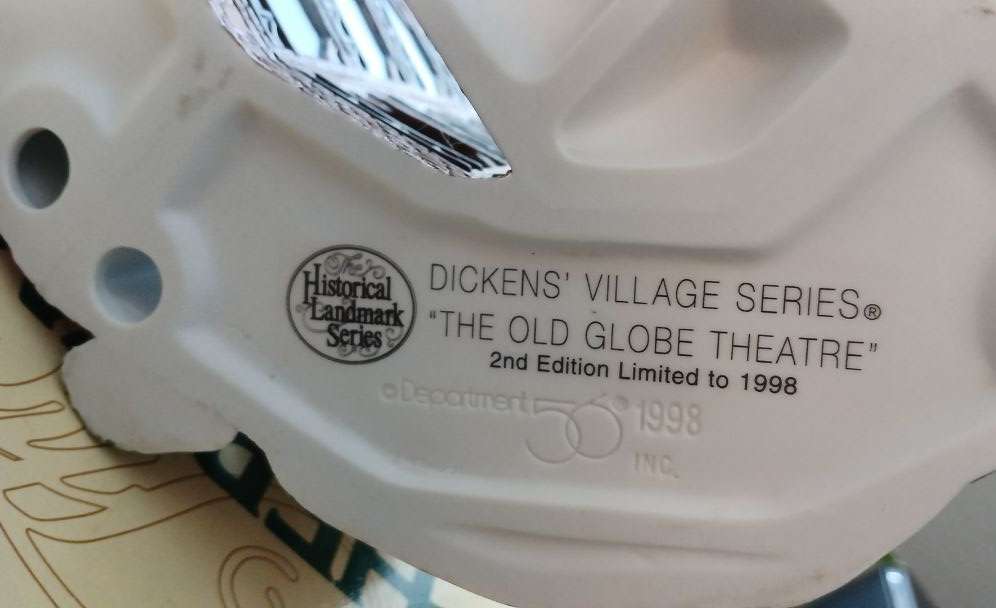 The
Historical
Landmark
Series
DICKENS' VILLAGE SERIES®
"THE OLD GLOBE THEATRE"
2nd Edition Limited to 1998
©Department 56® 1998
INC.